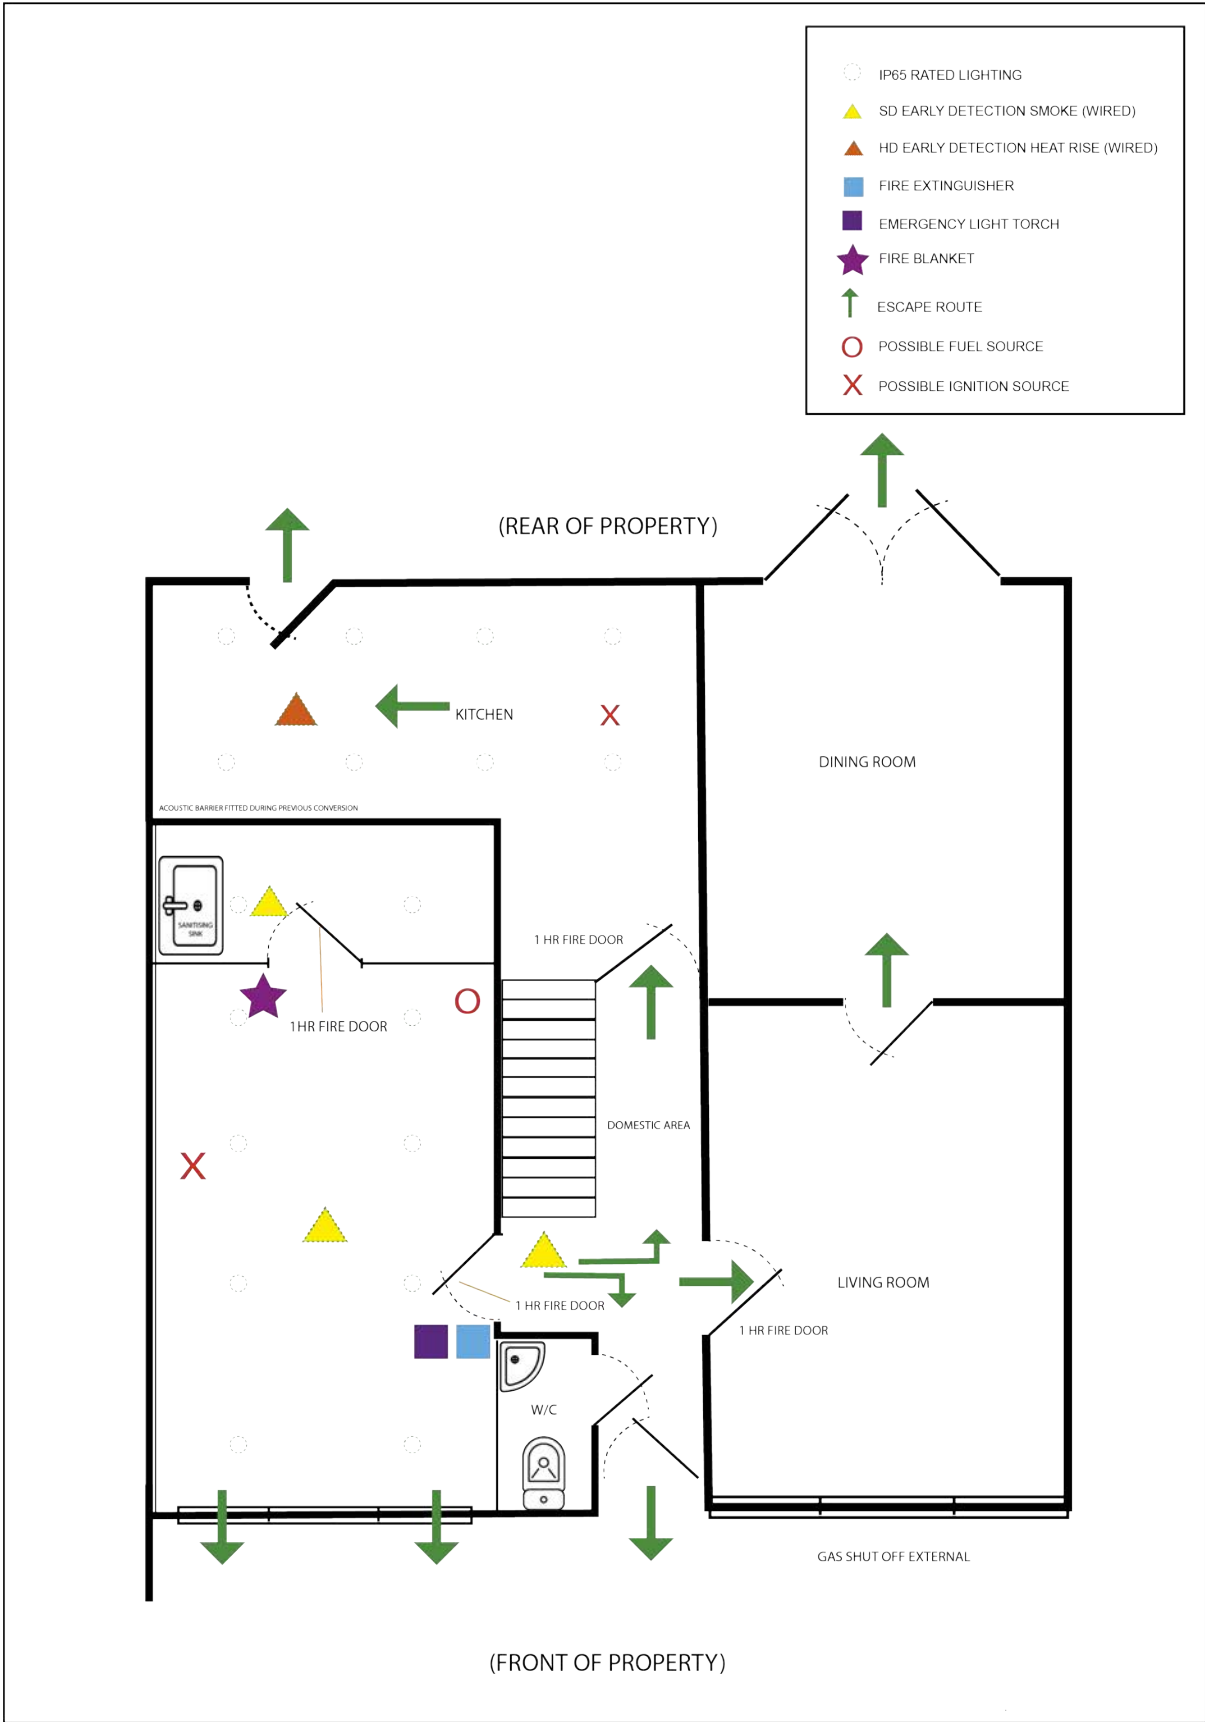 IP65 RATED LIGHTING
SD EARLY DETECTION SMOKE (WIRED)
HD EARLY DETECTION HEAT RISE (WIRED)
FIRE EXTINGUISHER
EMERGENCY LIGHT TORCH
FIRE BLANKET
ESCAPE ROUTE
O POSSIBLE FUEL SOURCE
X POSSIBLE IGNITION SOURCE
(REAR OF PROPERTY)
KITCHEN
X
DINING ROOM
ACOUSTIC BARRIER FITTED DURING PREVIOUS CONVERSION
SANITISING
SINK
1 HR FIRE DOOR
O
1HR FIRE DOOR
DOMESTIC AREA
X
LIVING ROOM
1 HR FIRE DOOR
1 HR FIRE DOOR
W/C
GAS SHUT OFF EXTERNAL
(FRONT OF PROPERTY)